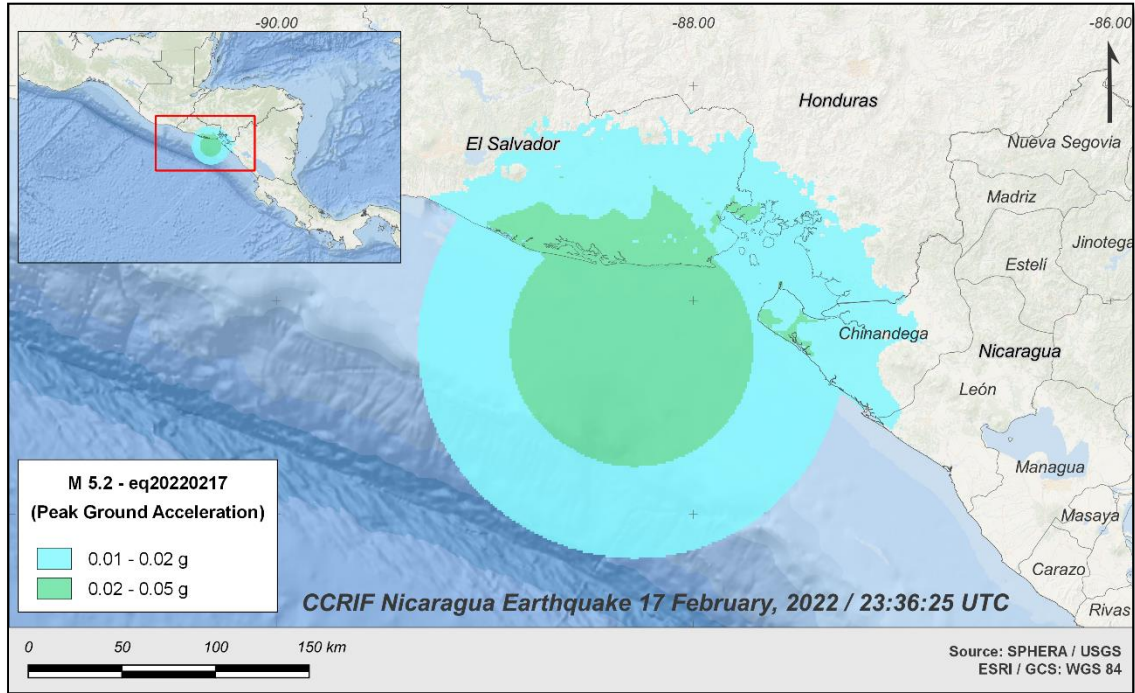 -90.00
-88.00
-86.00
Honduras
El Salvador
Nueva Segovia
Madriz
Jinotega
Estelí
Chinandega
Nicaragua
León
Managua
Masaya
Carazo
Rivas
M 5.2 - eq20220217
(Peak Ground Acceleration)
0.01 - 0.02 g
0.02 - 0.05 g
CCRIF Nicaragua Earthquake 17 February, 2022 / 23:36:25 UTC
0 50 100 150 km
Source: SPHERA / USGS
ESRI / GCS: WGS 84